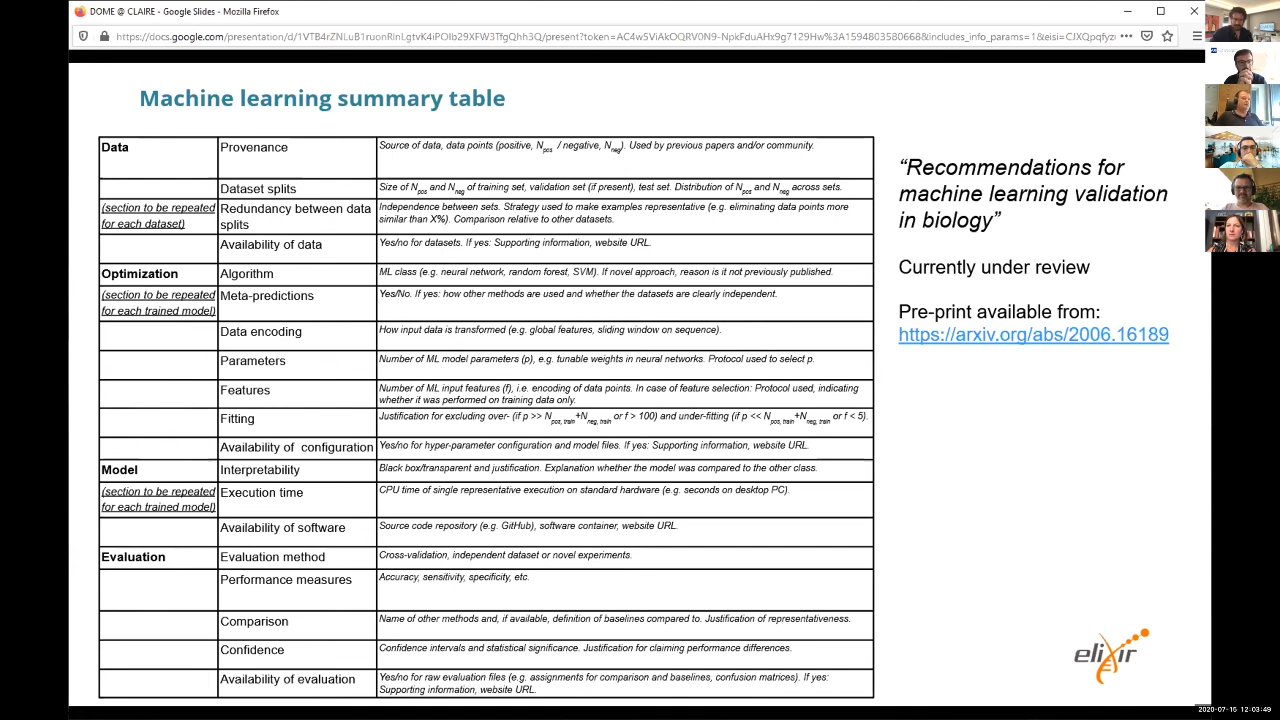 DOME @ CLAIRE - Google Slides - Mozilla Firefox
Machine learning summary table
Data
Provenance
Source of data, data points (positive, Npos / negative, Nneg). Used by previous papers and/or community.
Dataset splits
Size of Npos and Nneg of training set, validation set (if present), test set. Distribution of Npos and Nneg across sets.
(section to be repeated
for each dataset)
Redundancy between data
splits
Independence between sets. Strategy used to make examples representative (e.g. eliminating data points more
similar than X%). Comparison relative to other datasets.
Availability of data
Yes/no for datasets. If yes: Supporting information, website URL.
Optimization
Algorithm
ML class (e.g. neural network, random forest, SVM). If novel approach, reason is it not previously published.
(section to be repeated
for each trained model)
Meta-predictions
Yes/No. If yes: how other methods are used and whether the datasets are clearly independent.
Data encoding
How input data is transformed (e.g. global features, sliding window on sequence).
Parameters
Number of ML model parameters (p), e.g. tunable weights in neural networks. Protocol used to select p.
Features
Number of ML input features (f), i.e. encoding of data points. In case of feature selection: Protocol used, indicating
whether it was performed on training data only.
Fitting
Justification for excluding over- (if p >> Npos, train+Nneg, train or f > 100) and under-fitting (if p << Npos, train+Nneg, train or f < 5).
Availability of configuration
Yes/no for hyper-parameter configuration and model files. If yes: Supporting information, website URL.
Model
Interpretability
Black box/transparent and justification. Explanation whether the model was compared to the other class.
(section to be repeated
for each trained model)
Execution time
CPU time of single representative execution on standard hardware (e.g. seconds on desktop PC).
Availability of software
Source code repository (e.g. GitHub), software container, website URL.
Evaluation
Evaluation method
Cross-validation, independent dataset or novel experiments.
Performance measures
Accuracy, sensitivity, specificity, etc.
Comparison
Name of other methods and, if available, definition of baselines compared to. Justification of representativeness.
Confidence
Confidence intervals and statistical significance. Justification for claiming performance differences.
Availability of evaluation
Yes/no for raw evaluation files (e.g. assignments for comparison and baselines, confusion matrices). If yes:
Supporting information, website URL.
“Recommendations for
machine learning validation
in biology”
Currently under review
Pre-print available from:
https://arxiv.org/abs/2006.16189
elixir
2020-07-15 12:03:49